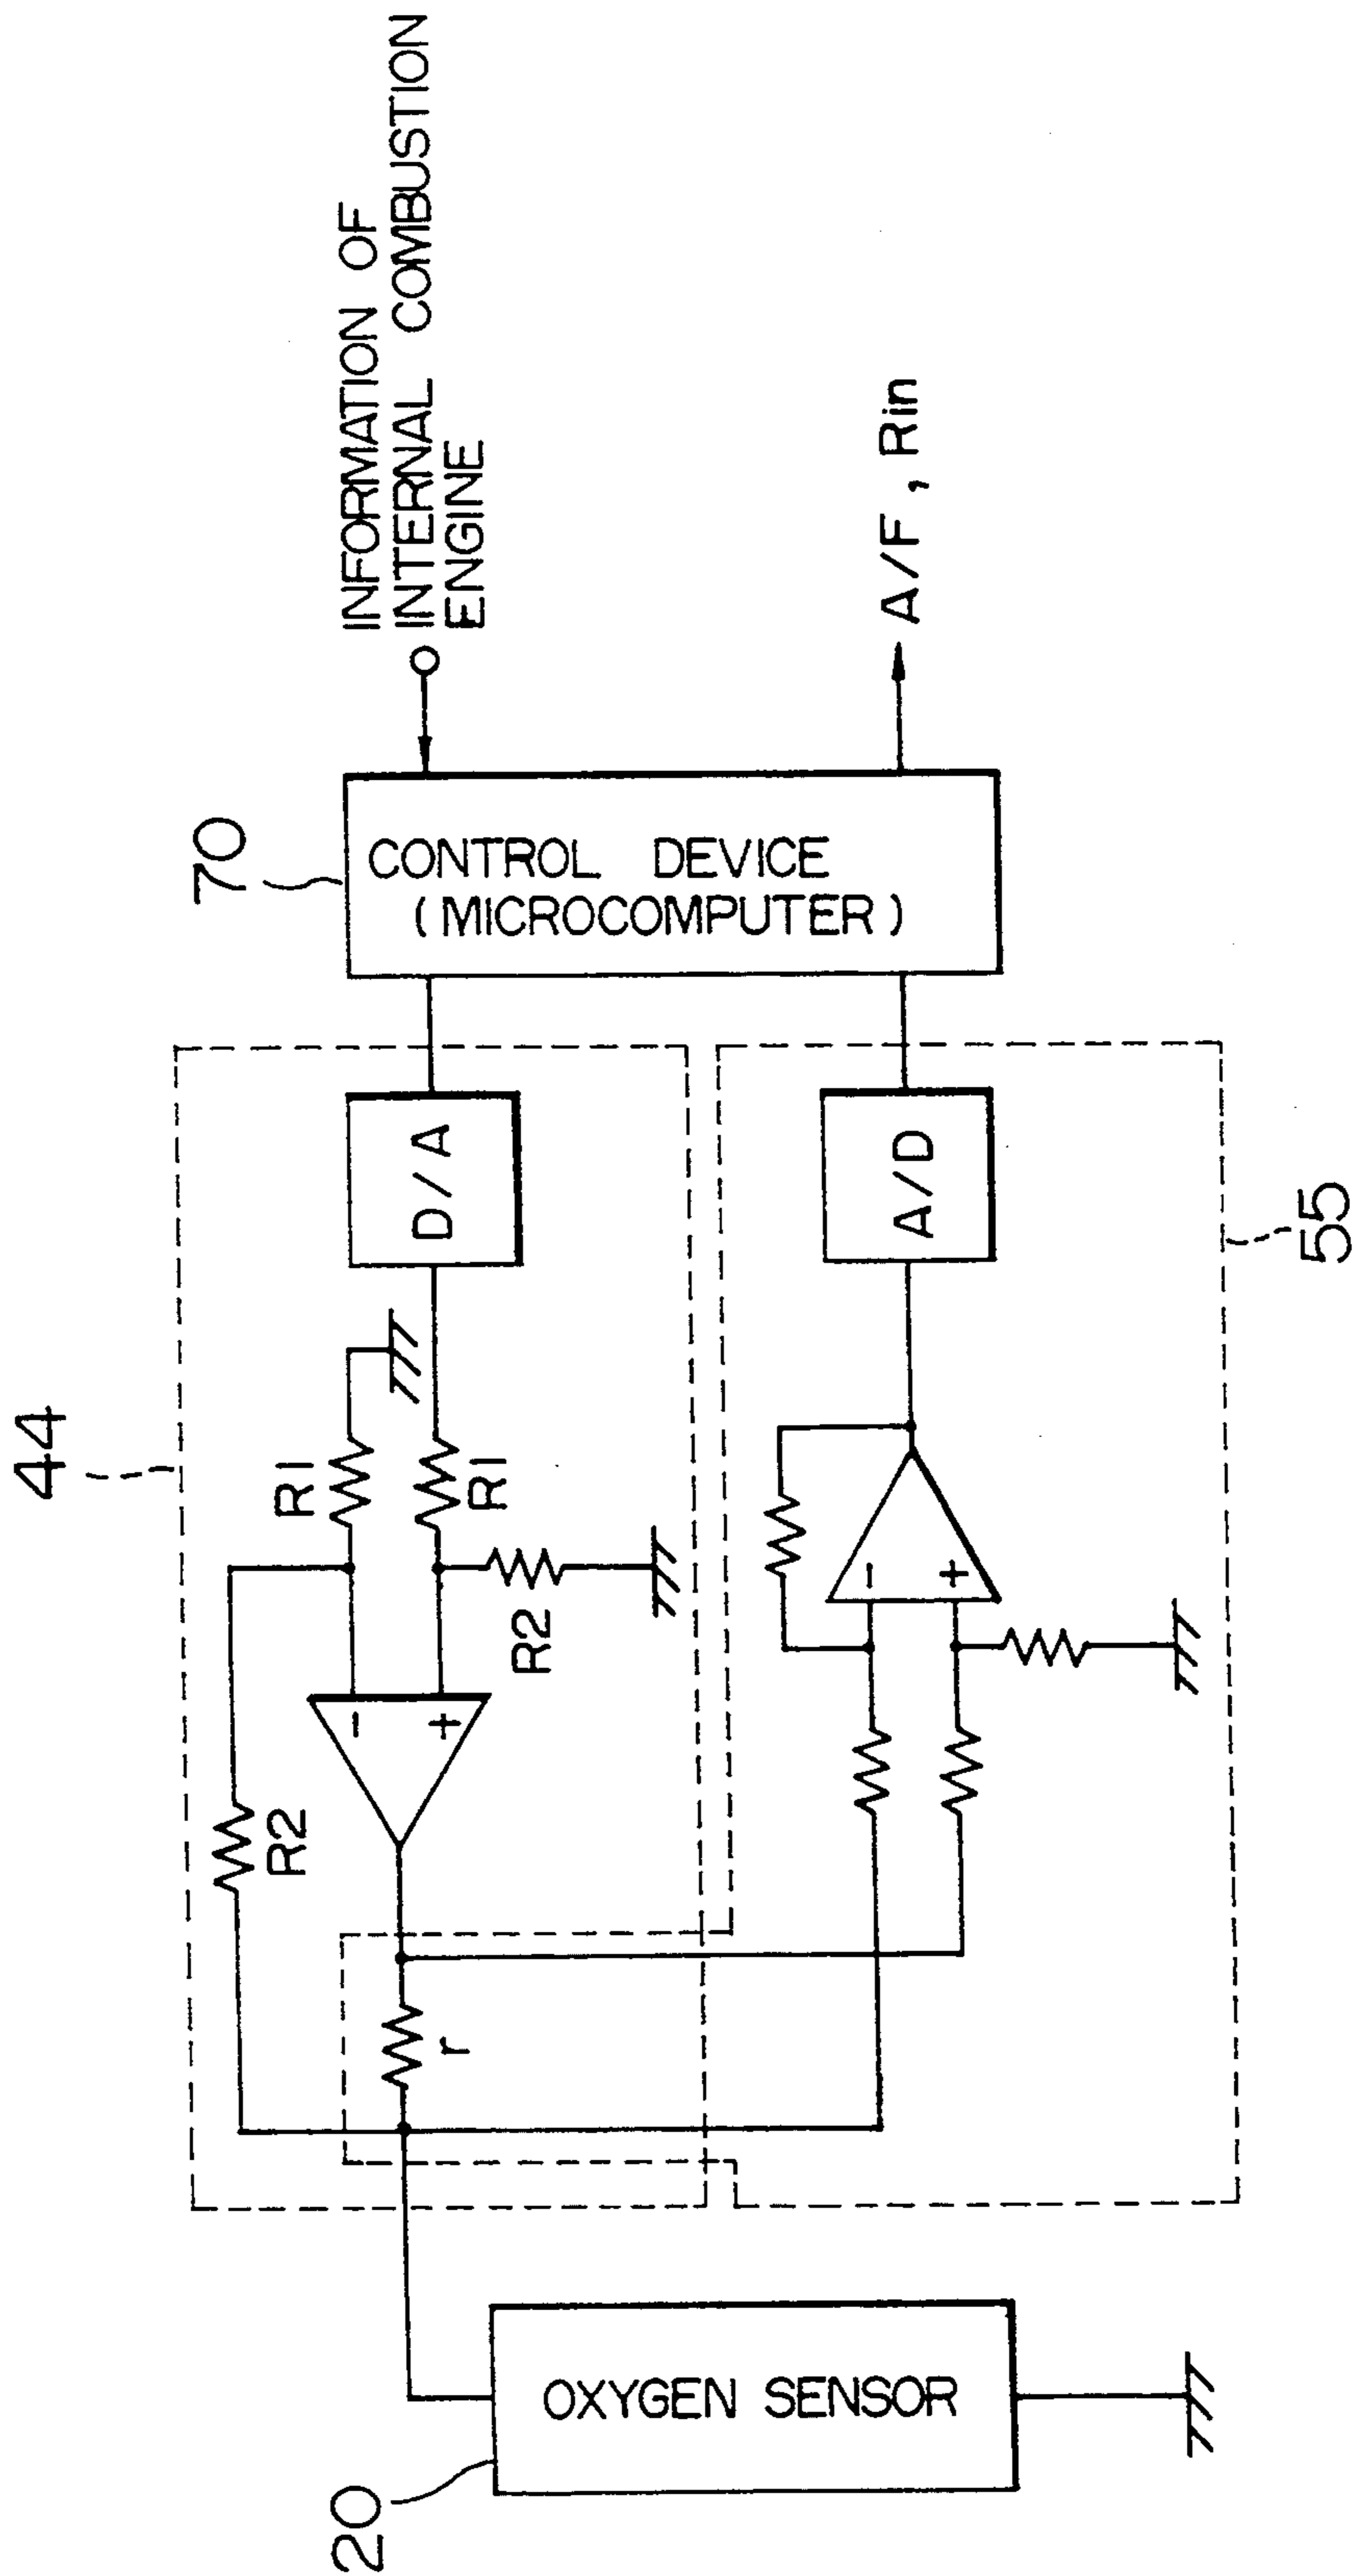 44
R2
R1
R1
R2
r
D/A
70
CONTROL DEVICE
(MICROCOMPUTER)
INFORMATION OF
INTERNAL COMBUSTION
ENGINE
A/F, Rin
20
OXYGEN SENSOR
-
+
-
+
A/D
55